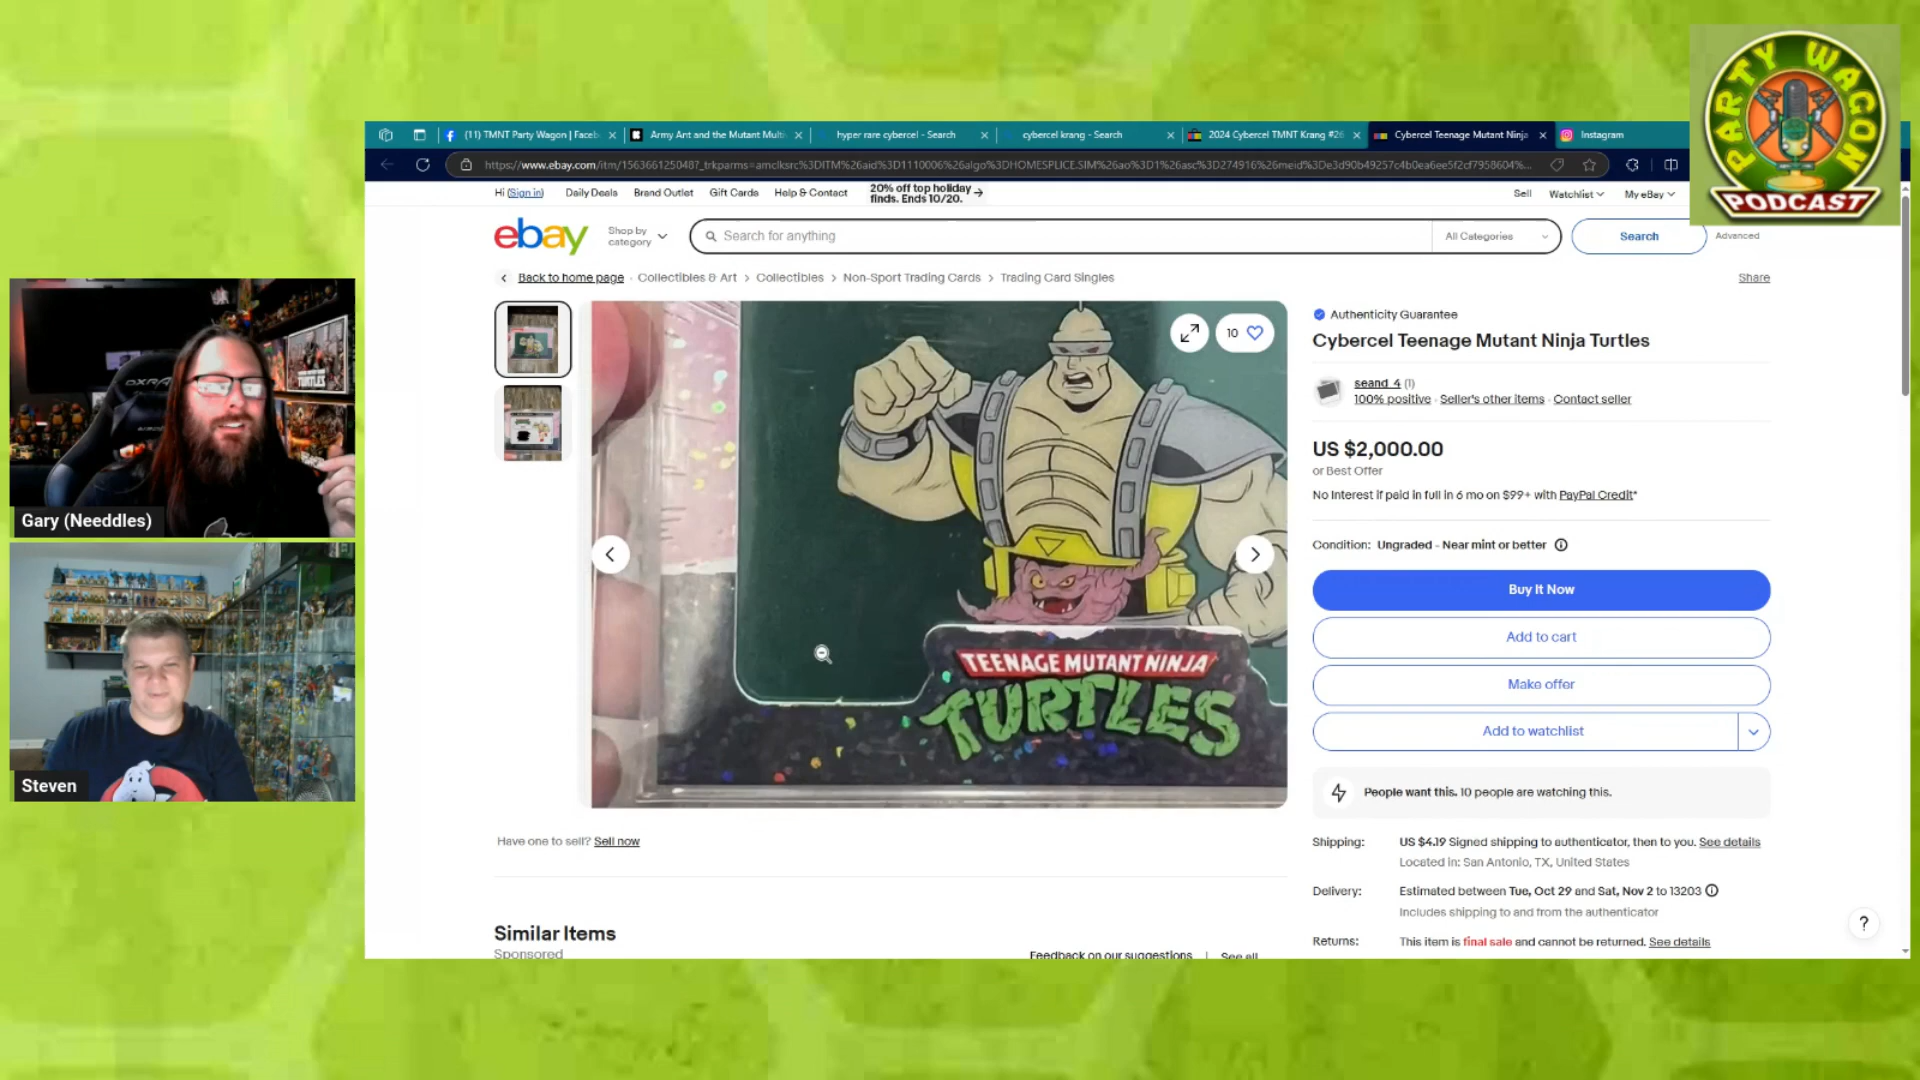 PARTY WAGON
PODCAST
(11) TMNT Party Wagon | Faceb
Army Ant and the Mutant Multi
hyper rare cybercel - Search
cybercel krang - Search
2024 Cybercel TMNT Krang #26
Cybercel Teenage Mutant Ninja
Instagram
Hi (Sign in)
Daily Deals
Brand Outlet
Gift Cards
Help & Contact
20% off top holiday
finds. Ends 10/20.
Sell
Watchlist
My eBay
ebay
Shop by
category
Search for anything
All Categories
Search
Advanced
Back to home page
Collectibles & Art > Collectibles > Non-Sport Trading Cards > Trading Card Singles
Share
10
Authenticity Guarantee
Cybercel Teenage Mutant Ninja Turtles
seand_4 (1)
100% positive · Seller's other items · Contact seller
US $2,000.00
or Best Offer
No Interest if paid in full in 6 mo on $99+ with PayPal Credit*
Condition: Ungraded - Near mint or better
Buy It Now
Add to cart
Make offer
Add to watchlist
People want this. 10 people are watching this.
Shipping: US $4.19 Signed shipping to authenticator, then to you. See details
Located in: San Antonio, TX, United States
Delivery: Estimated between Tue, Oct 29 and Sat, Nov 2 to 13203
Includes shipping to and from the authenticator
Returns: This item is final sale and cannot be returned. See details
TEENAGE MUTANT NINJA
TURTLES
Have one to sell? Sell now
Similar Items
Sponsored
Feedback on our suggestions | See all
?
OXRA
TURTLES
Gary (Needdles)
Steven